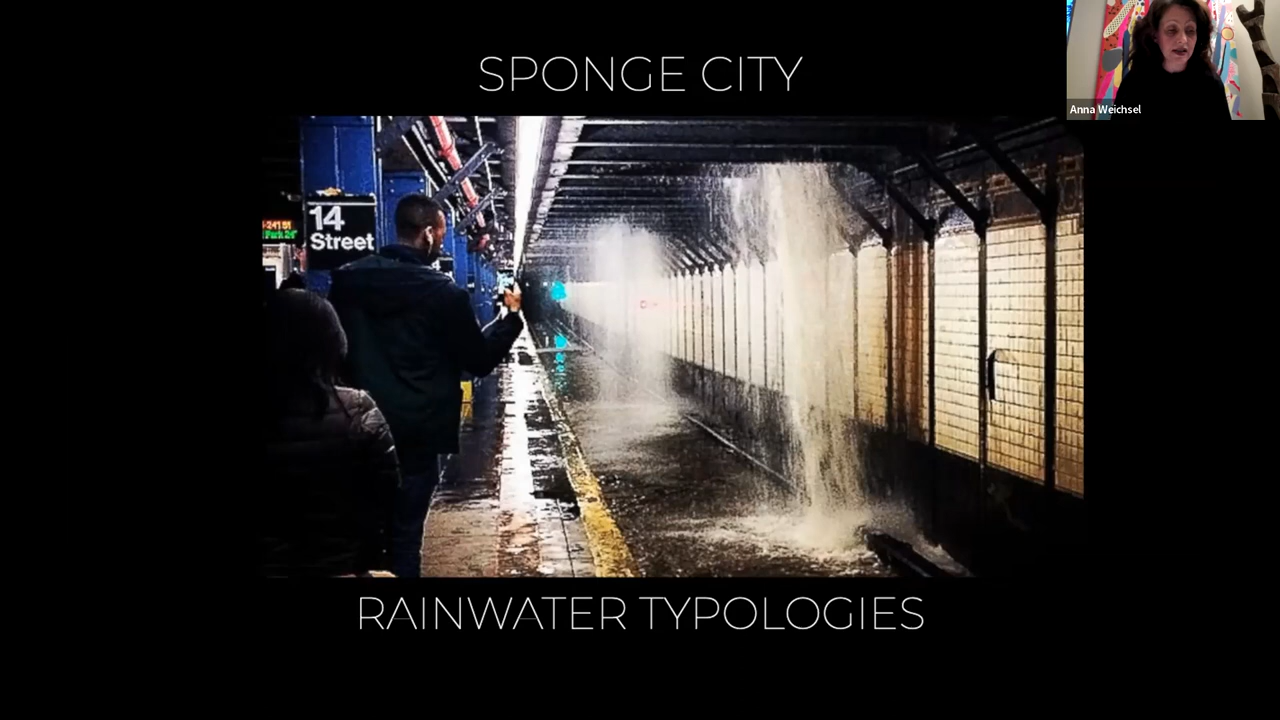 SPONGE CITY
Anna Weichsel
14
Street
RAINWATER TYPOLOGIES